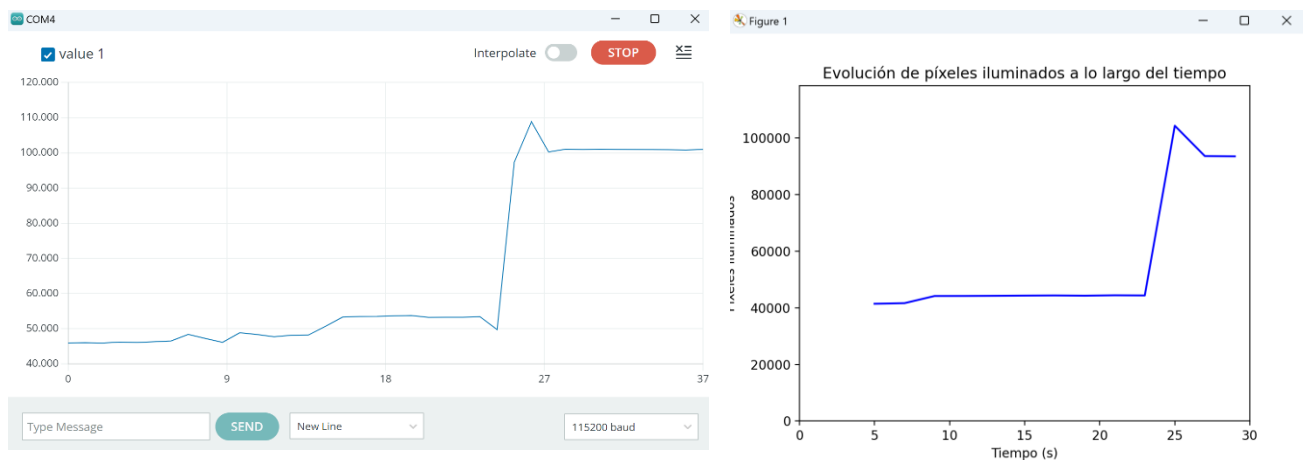 COM4
value 1
Interpolate
STOP
120.000
110.000
100.000
90.000
80.000
70.000
60.000
50.000
40.000
0 9 18 27 37
Type Message
SEND
New Line
115200 baud
Figure 1
Evolución de píxeles iluminados a lo largo del tiempo
100000
80000
60000
40000
20000
0
Píxeles iluminados
0 5 10 15 20 25 30
Tiempo (s)